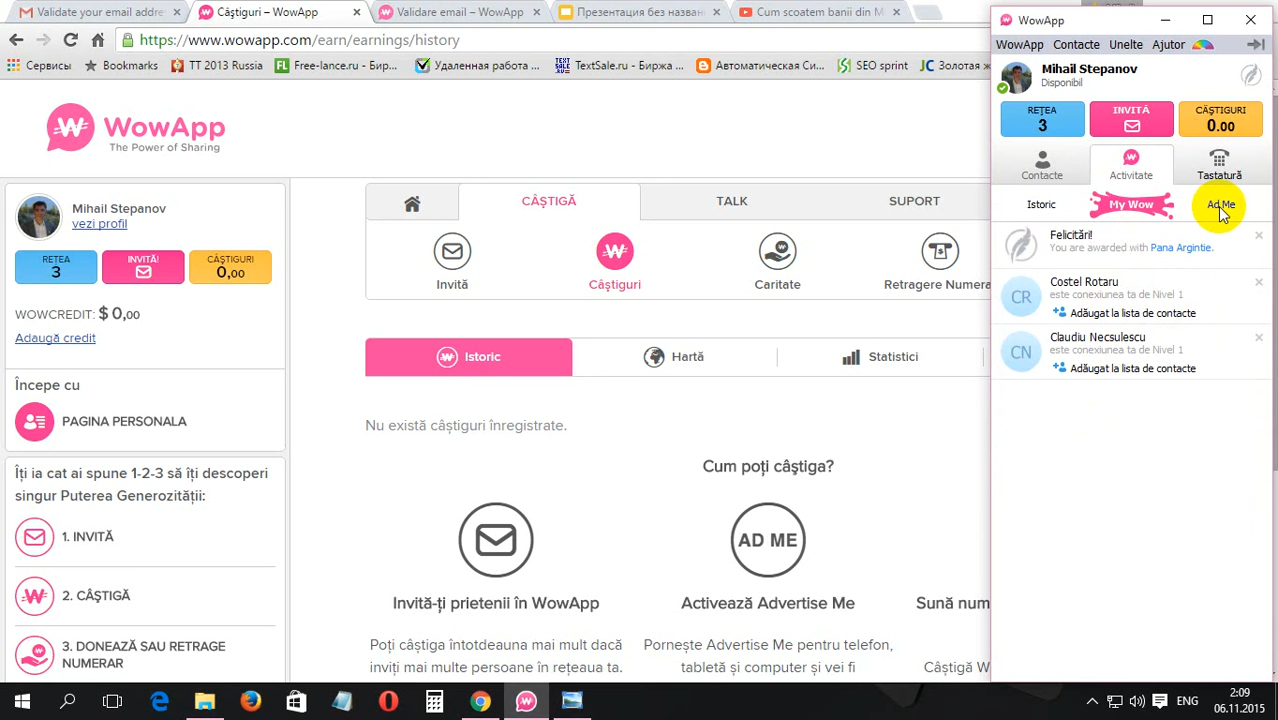 Validate your email addre
Câştiguri – WowApp
Validare email – WowApp
Презентация без назван
Cum scoatem banii din M
https://www.wowapp.com/earn/earnings/history
Сервисы
Bookmarks
TT 2013 Russia
Free-lance.ru - Бир...
Удаленная работа ...
TextSale.ru - Биржа ...
Автоматическая Си...
SEO sprint
Золотая ж
WowApp
The Power of Sharing
Mihail Stepanov
vezi profil
REŢEA
3
INVITĂ!
CÂŞTIGURI
0,00
WOWCREDIT: $ 0,00
Adaugă credit
Începe cu
PAGINA PERSONALA
Îţi ia cat ai spune 1-2-3 să îţi descoperi
singur Puterea Generozităţii:
1. INVITĂ
2. CÂŞTIGĂ
3. DONEAZĂ SAU RETRAGE
NUMERAR
CÂŞTIGĂ
TALK
SUPORT
Invită
Câştiguri
Caritate
Retragere Numera
Istoric
Hartă
Statistici
Nu există câştiguri înregistrate.
Cum poţi câştiga?
AD ME
Invită-ţi prietenii în WowApp
Activează Advertise Me
Sună num
Poţi câştiga întotdeauna mai mult dacă
inviţi mai multe persoane în reţeaua ta.
Porneşte Advertise Me pentru telefon,
tabletă şi computer şi vei fi
Câştigă W
WowApp
WowApp
Contacte
Unelte
Ajutor
Mihail Stepanov
Disponibil
REŢEA
3
INVITĂ
CÂŞTIGURI
0.00
Contacte
Activitate
Tastatură
Istoric
My Wow
Ad Me
Felicitări!
You are awarded with Pana Argintie.
CR
Costel Rotaru
este conexiunea ta de Nivel 1
Adăugat la lista de contacte
CN
Claudiu Necsulescu
este conexiunea ta de Nivel 1
Adăugat la lista de contacte
ENG
2:09
06.11.2015